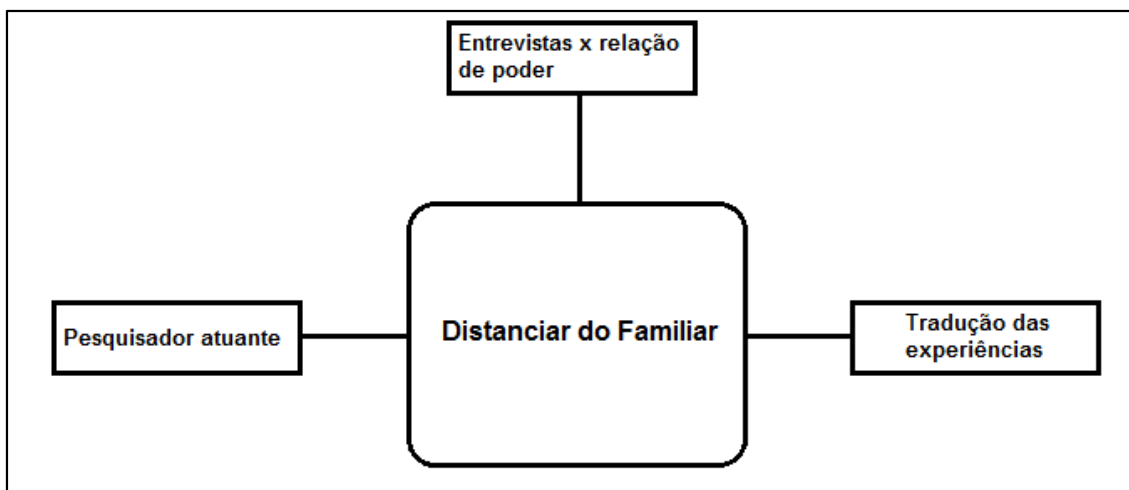 Entrevistas x relação
de poder
Pesquisador atuante
Distanciar do Familiar
Tradução das
experiências